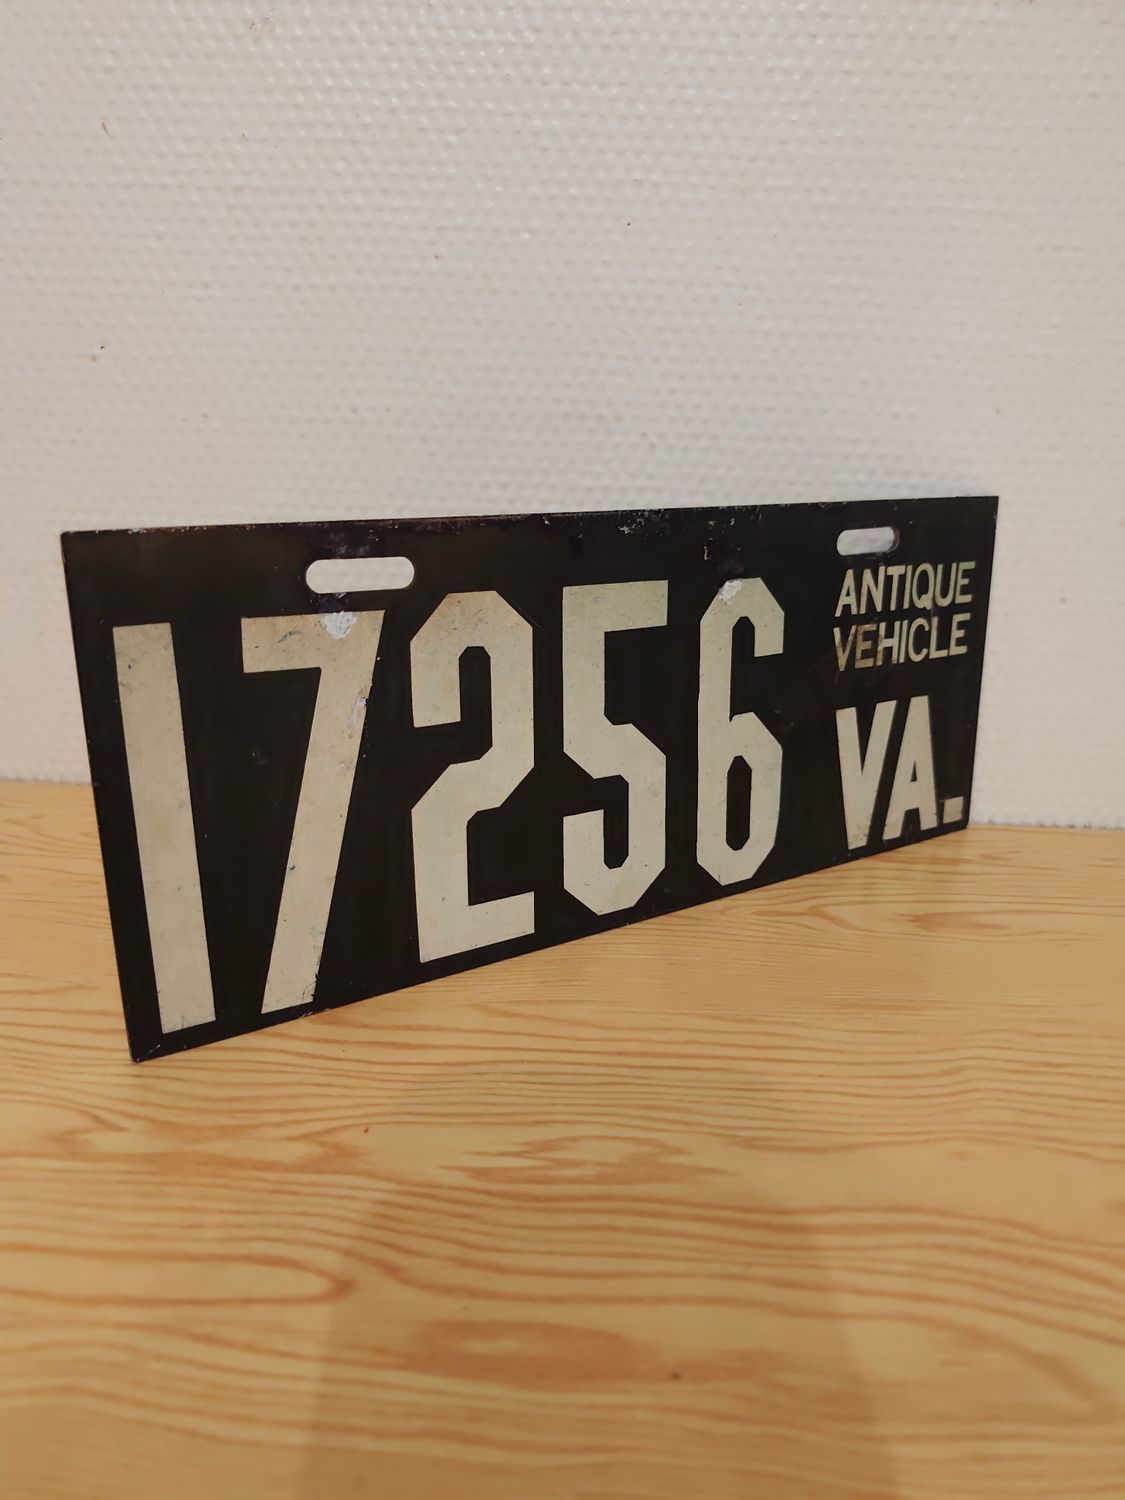 17256
ANTIQUE
VEHICLE
VA.